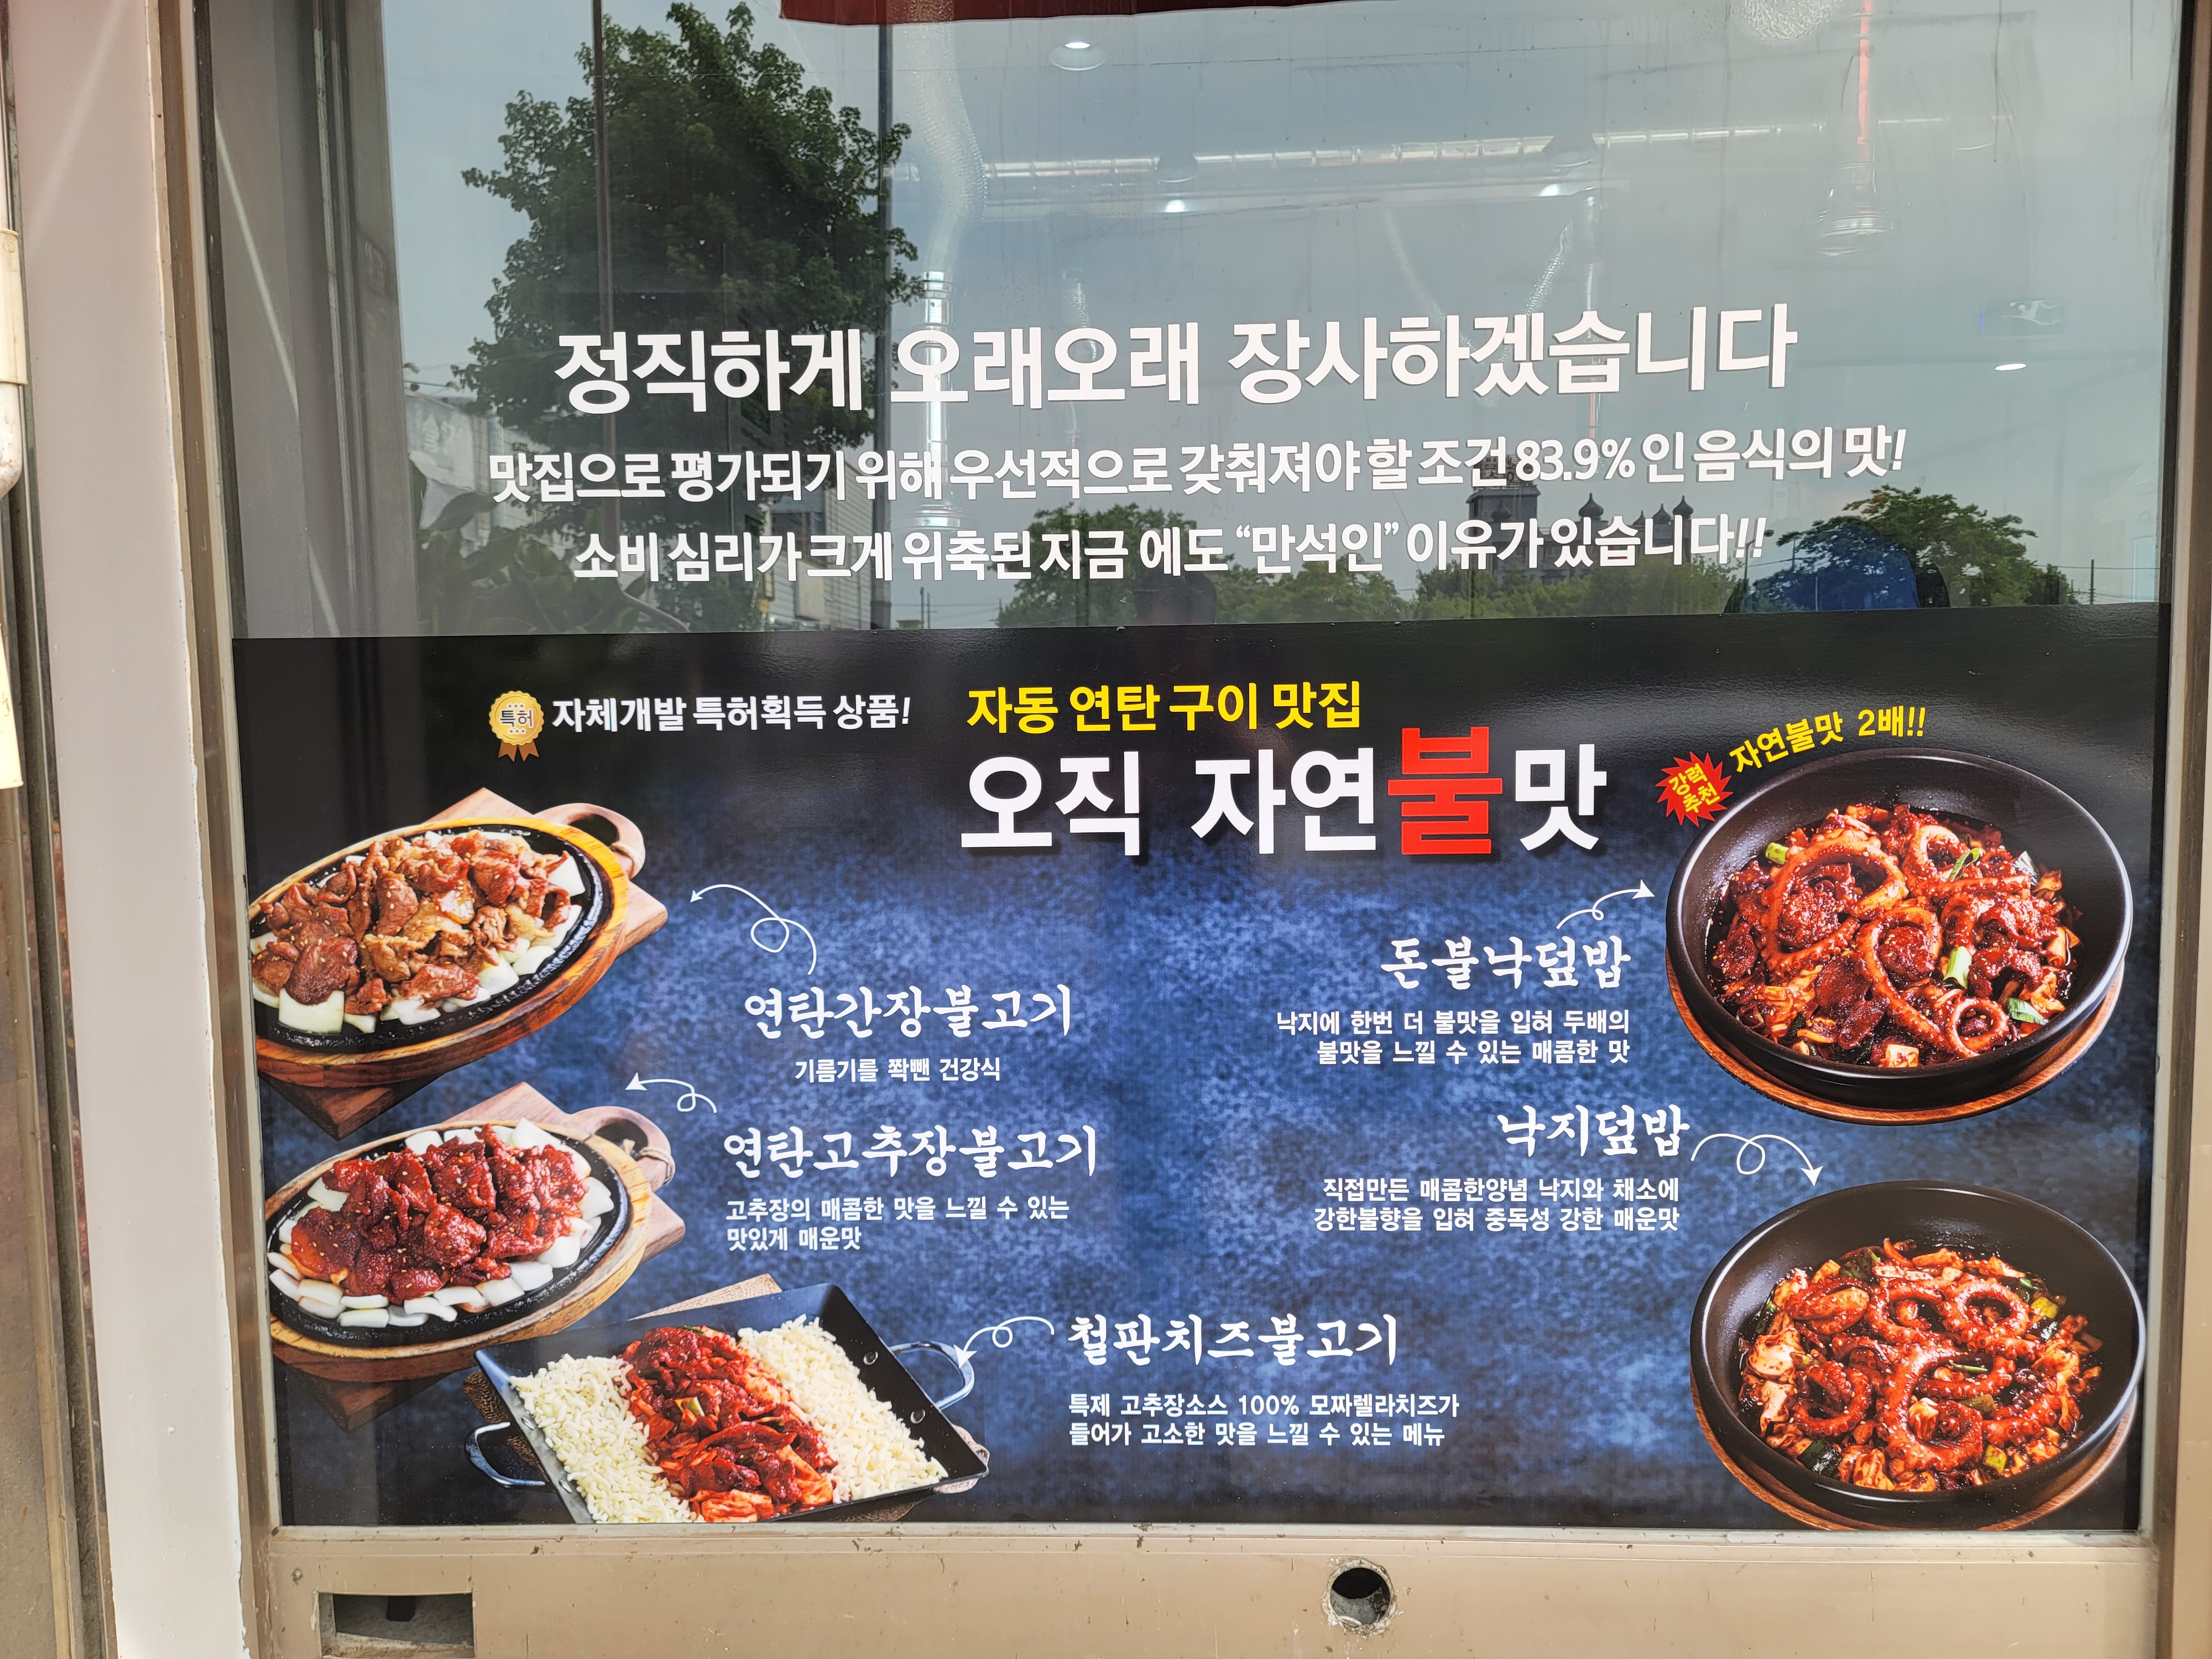 정직하게 오래오래 장사하겠습니다
맛집으로 평가되기 위해 우선적으로 갖춰져야 할 조건 83.9% 인 음식의 맛!
소비 심리가 크게 위축된 지금 에도 “만석인” 이유가 있습니다!!
특허
자체개발 특허획득 상품!
자동 연탄 구이 맛집
오직 자연불맛
강력
추천
자연불맛 2배!!
연탄간장불고기
기름기를 쫙뺀 건강식
연탄고추장불고기
고추장의 매콤한 맛을 느낄 수 있는
맛있게 매운맛
철판치즈불고기
특제 고추장소스 100% 모짜렐라치즈가
들어가 고소한 맛을 느낄 수 있는 메뉴
돈불낙덮밥
낙지에 한번 더 불맛을 입혀 두배의
불맛을 느낄 수 있는 매콤한 맛
낙지덮밥
직접만든 매콤한양념 낙지와 채소에
강한불향을 입혀 중독성 강한 매운맛